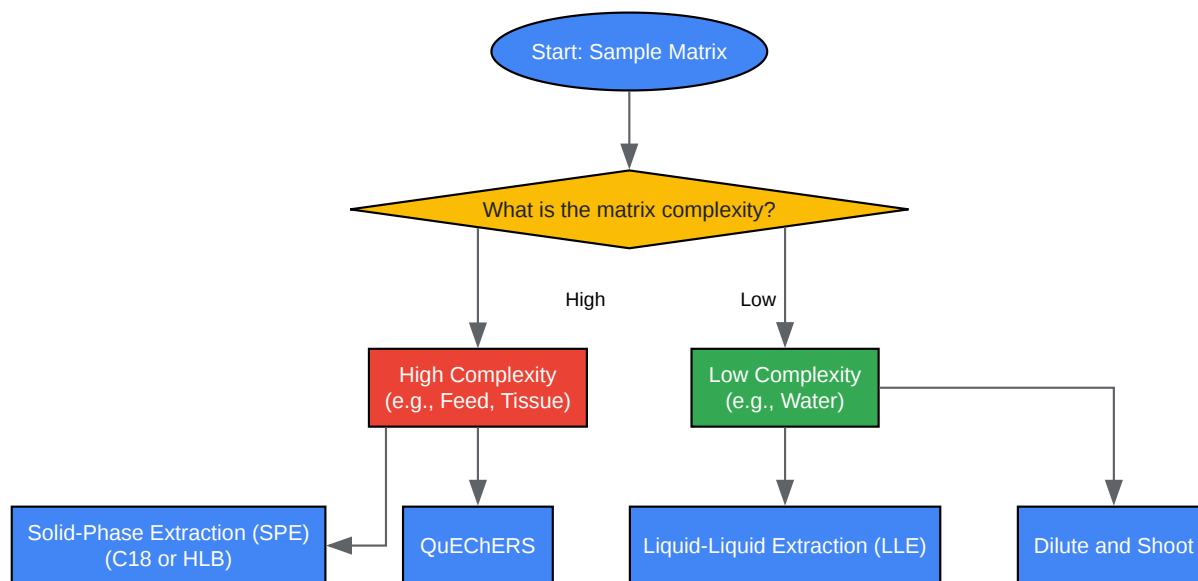 Start: Sample Matrix
What is the matrix complexity?
High
Low
High Complexity
(e.g., Feed, Tissue)
Low Complexity
(e.g., Water)
Solid-Phase Extraction (SPE)
(C18 or HLB)
QuEChERS
Liquid-Liquid Extraction (LLE)
Dilute and Shoot